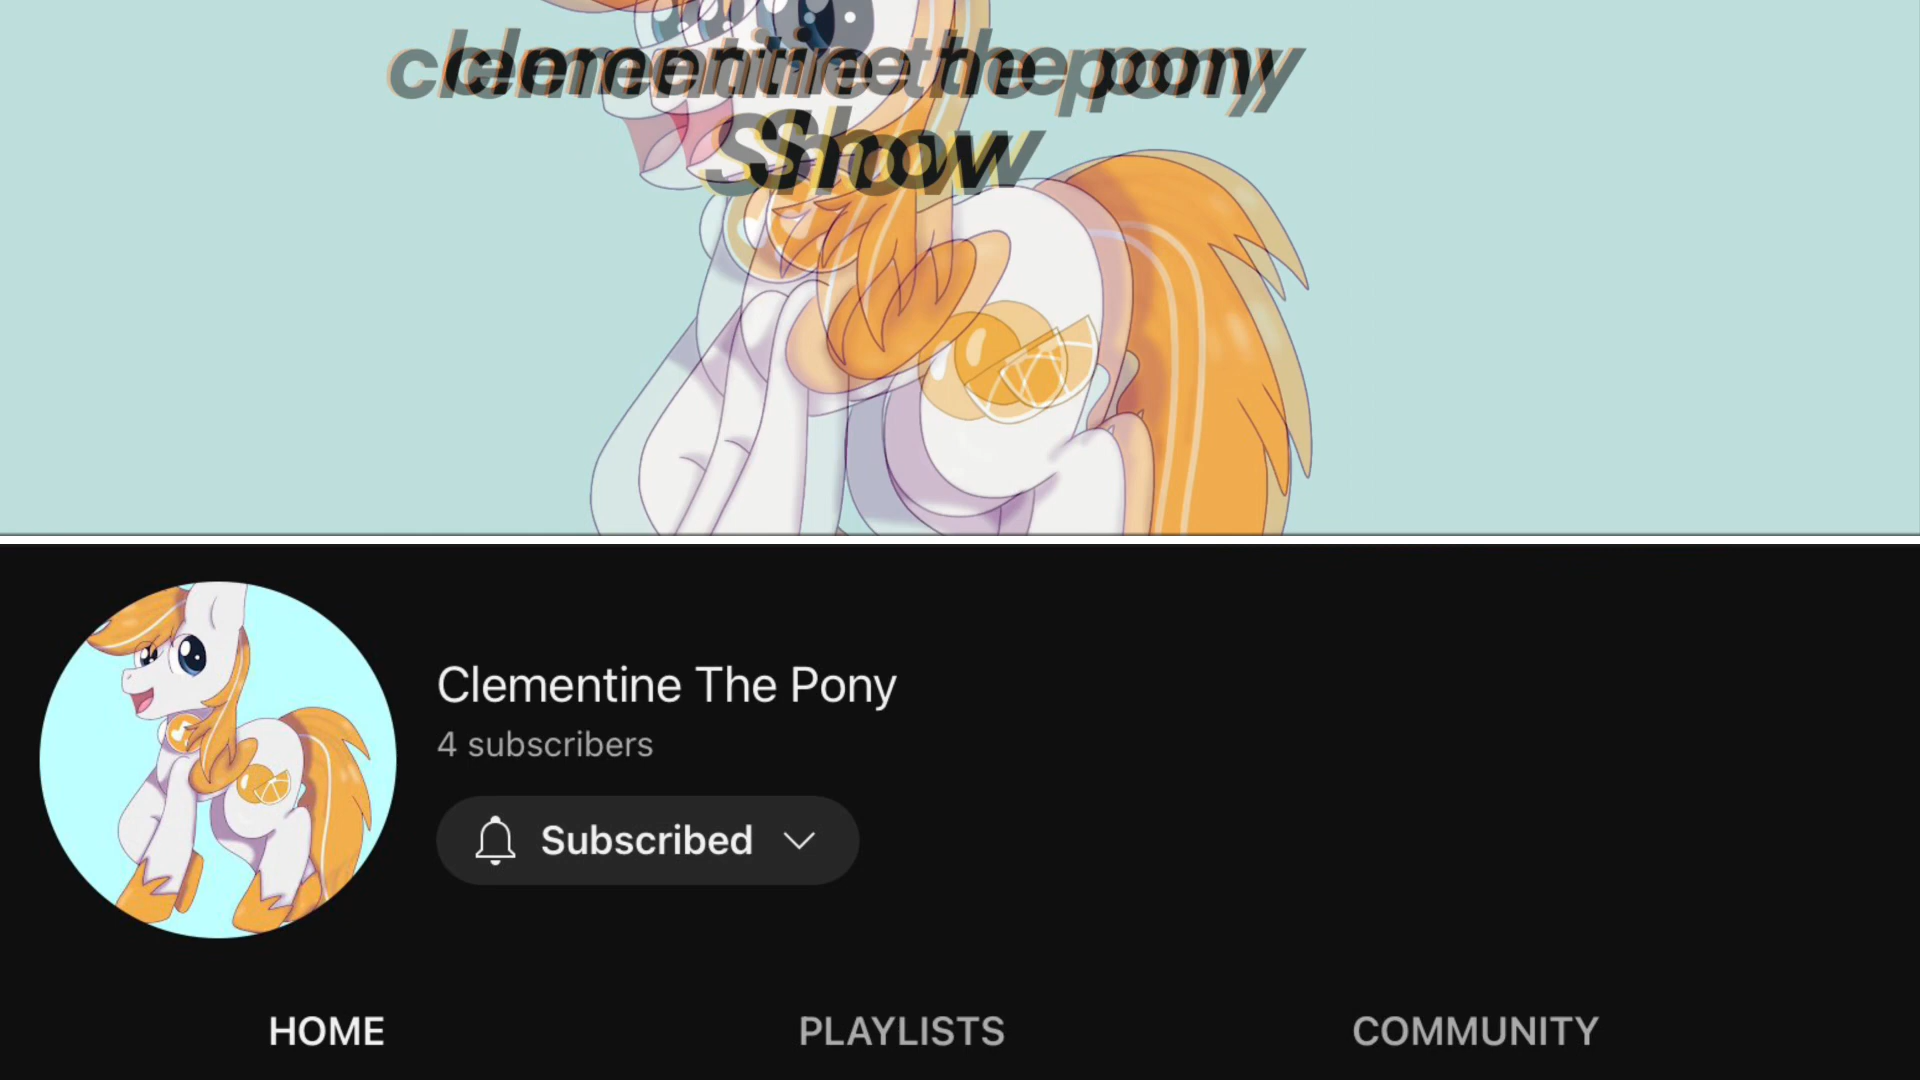 clementine the pony
Show
Clementine The Pony
4 subscribers
Subscribed
HOME
PLAYLISTS
COMMUNITY